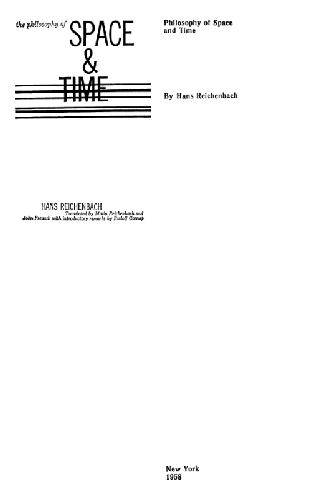 the philosophy of
SPACE
&
TIME
HANS REICHENBACH
Translated by Maria Reichenbach and
John Freund with introductory remarks by Rudolf Carnap
Philosophy of Space
and Time
By Hans Reichenbach
New York
1958